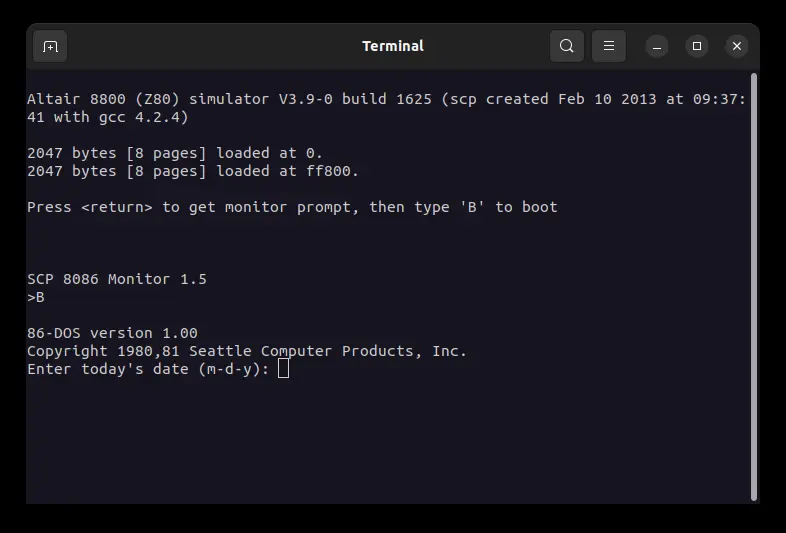 Terminal
Altair 8800 (Z80) simulator V3.9-0 build 1625 (scp created Feb 10 2013 at 09:37:
41 with gcc 4.2.4)
2047 bytes [8 pages] loaded at 0.
2047 bytes [8 pages] loaded at ff800.
Press <return> to get monitor prompt, then type 'B' to boot
SCP 8086 Monitor 1.5
>B
86-DOS version 1.00
Copyright 1980,81 Seattle Computer Products, Inc.
Enter today's date (m-d-y):